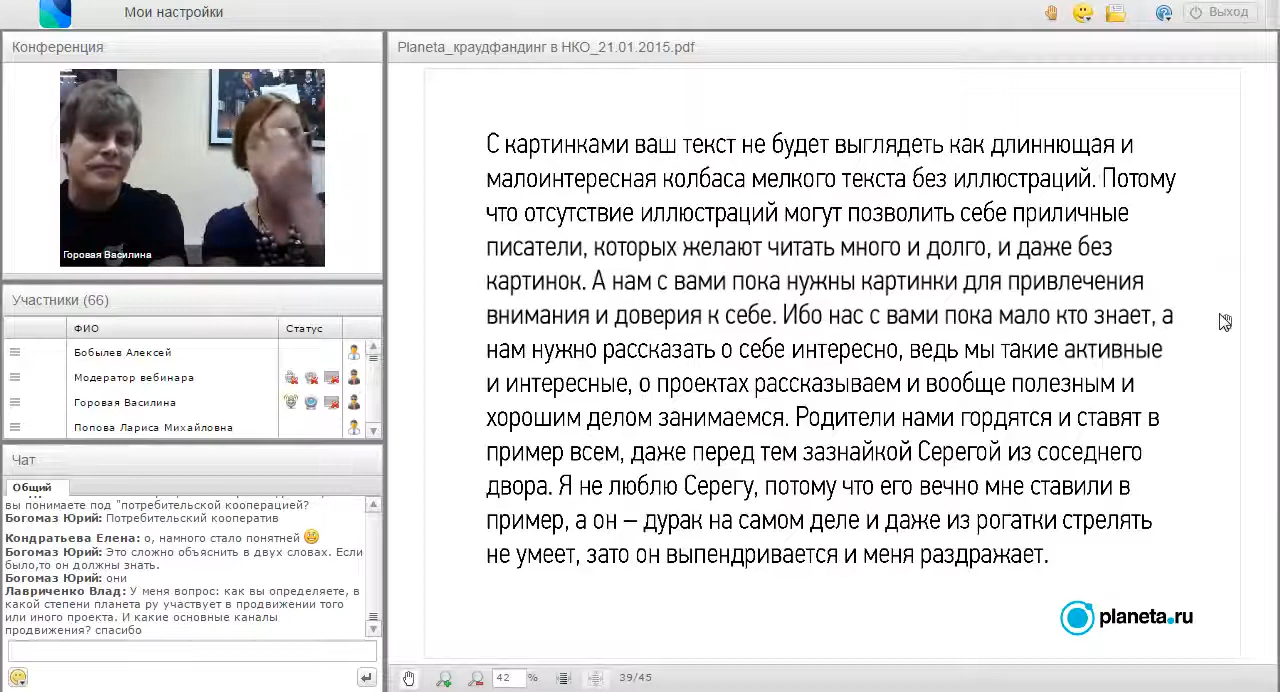 Мои настройки
Выход
Конференция
Горовая Василина
Участники (66)
ФИО Статус
Бобылев Алексей
Модератор вебинара
Горовая Василина
Попова Лариса Михайловна
Чат
Общий
вы понимаете под "потребительской кооперацией?
Богомаз Юрий: Потребительский кооператив
Кондратьева Елена: о, намного стало понятней
Богомаз Юрий: Это сложно объяснить в двух словах. Если
было,то он должны знать.
Богомаз Юрий: они
Лавриченко Влад: У меня вопрос: как вы определяете, в
какой степени планета ру участвует в продвижении того
или иного проекта. И какие основные каналы
продвижения? спасибо
Planeta_краудфандинг в НКО_21.01.2015.pdf
С картинками ваш текст не будет выглядеть как длиннющая и
малоинтересная колбаса мелкого текста без иллюстраций. Потому
что отсутствие иллюстраций могут позволить себе приличные
писатели, которых желают читать много и долго, и даже без
картинок. А нам с вами пока нужны картинки для привлечения
внимания и доверия к себе. Ибо нас с вами пока мало кто знает, а
нам нужно рассказать о себе интересно, ведь мы такие активные
и интересные, о проектах рассказываем и вообще полезным и
хорошим делом занимаемся. Родители нами гордятся и ставят в
пример всем, даже перед тем зазнайкой Серегой из соседнего
двора. Я не люблю Серегу, потому что его вечно мне ставили в
пример, а он – дурак на самом деле и даже из рогатки стрелять
не умеет, зато он выпендривается и меня раздражает.
planeta.ru
42 % 39/45